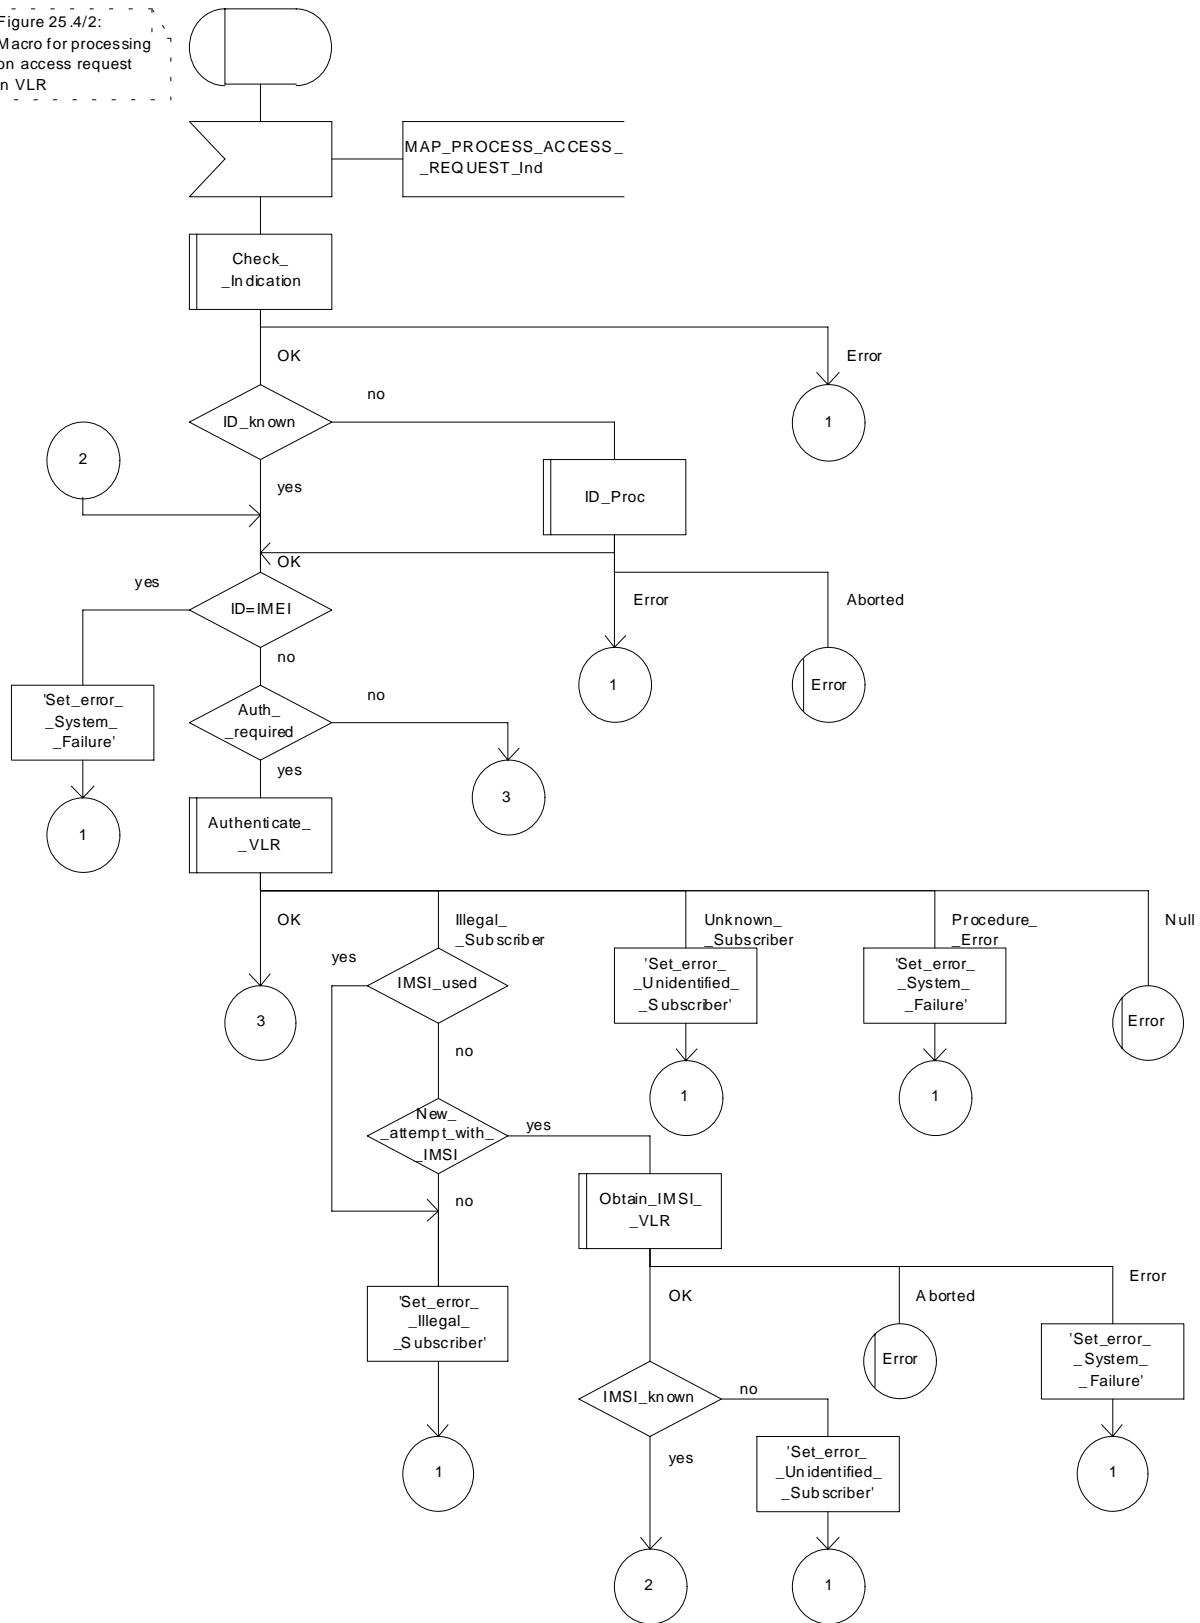 Figure 25.4/2:
Macro for processing
on access request
in VLR
MAP_PROCESS_ACCESS_
_REQUEST_Ind
Check_
_Indication
OK
Error
1
ID_known
no
2
yes
ID_Proc
OK
yes
ID=IMEI
Error
Aborted
no
1
Error
'Set_error_
_System_
_Failure'
Auth_
_required
no
yes
3
1
Authenticate_
_VLR
OK
Illegal_
_Subscriber
Unknown_
_Subscriber
Procedure_
_Error
Null
yes
IMSI_used
'Set_error_
_Unidentified_
_Subscriber'
'Set_error_
_System_
_Failure'
3
Error
no
1
1
New_
_attempt_with_
_IMSI
yes
no
Obtain_IMSI_
_VLR
OK
Aborted
Error
'Set_error_
_Illegal_
_Subscriber'
Error
'Set_error_
_System_
_Failure'
IMSI_known
no
1
yes
'Set_error_
_Unidentified_
_Subscriber'
1
2
1